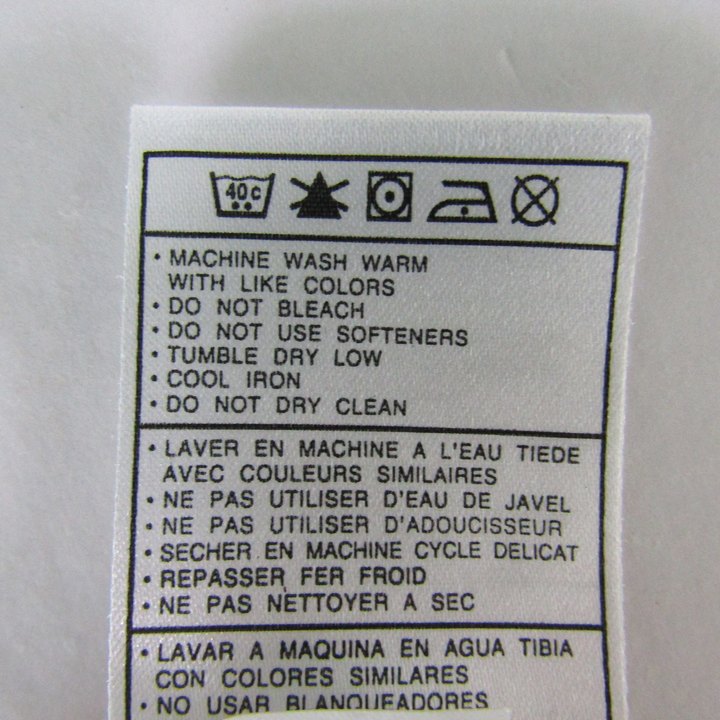 40c
• MACHINE WASH WARM
WITH LIKE COLORS
• DO NOT BLEACH
• DO NOT USE SOFTENERS
• TUMBLE DRY LOW
• COOL IRON
• DO NOT DRY CLEAN
• LAVER EN MACHINE A L'EAU TIEDE
AVEC COULEURS SIMILAIRES
• NE PAS UTILISER D'EAU DE JAVEL
• NE PAS UTILISER D'ADOUCISSEUR
• SECHER EN MACHINE CYCLE DELICAT
• REPASSER FER FROID
• NE PAS NETTOYER A SEC
• LAVAR A MAQUINA EN AGUA TIBIA
CON COLORES SIMILARES
• NO USAR BLANQUEADORES